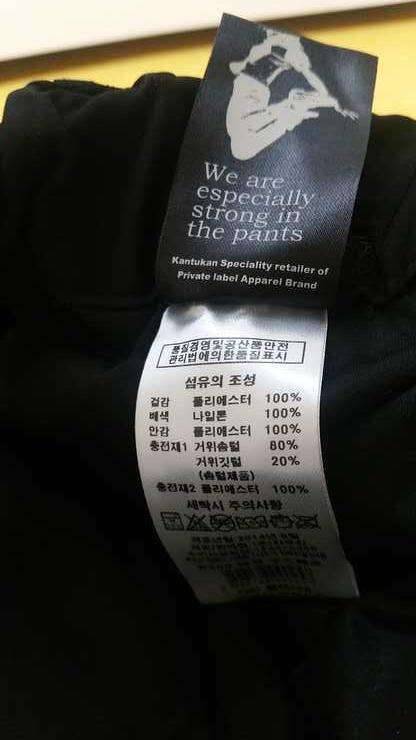 We are
especially
strong in
the pants
Kantukan Speciality retailer of
Private label Apparel Brand
품질경영및공산품안전
관리법에의한품질표시
섬유의 조성
겉감 폴리에스터 100%
배색 나일론 100%
안감 폴리에스터 100%
충전재1 거위솜털 80%
거위깃털 20%
(솜털제품)
충전재2 폴리에스터 100%
세탁시 주의사항